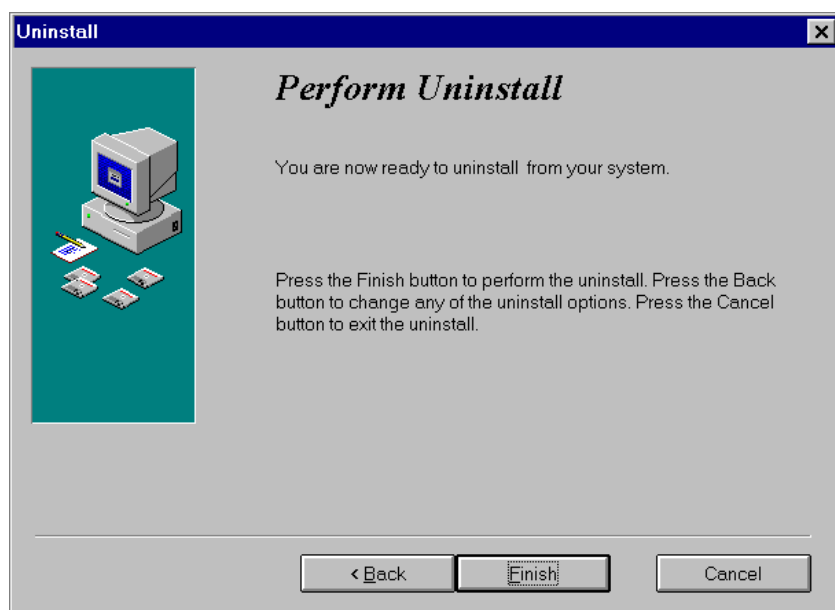 Uninstall
Perform Uninstall
You are now ready to uninstall from your system.
Press the Finish button to perform the uninstall. Press the Back
button to change any of the uninstall options. Press the Cancel
button to exit the uninstall.
< Back
Finish
Cancel